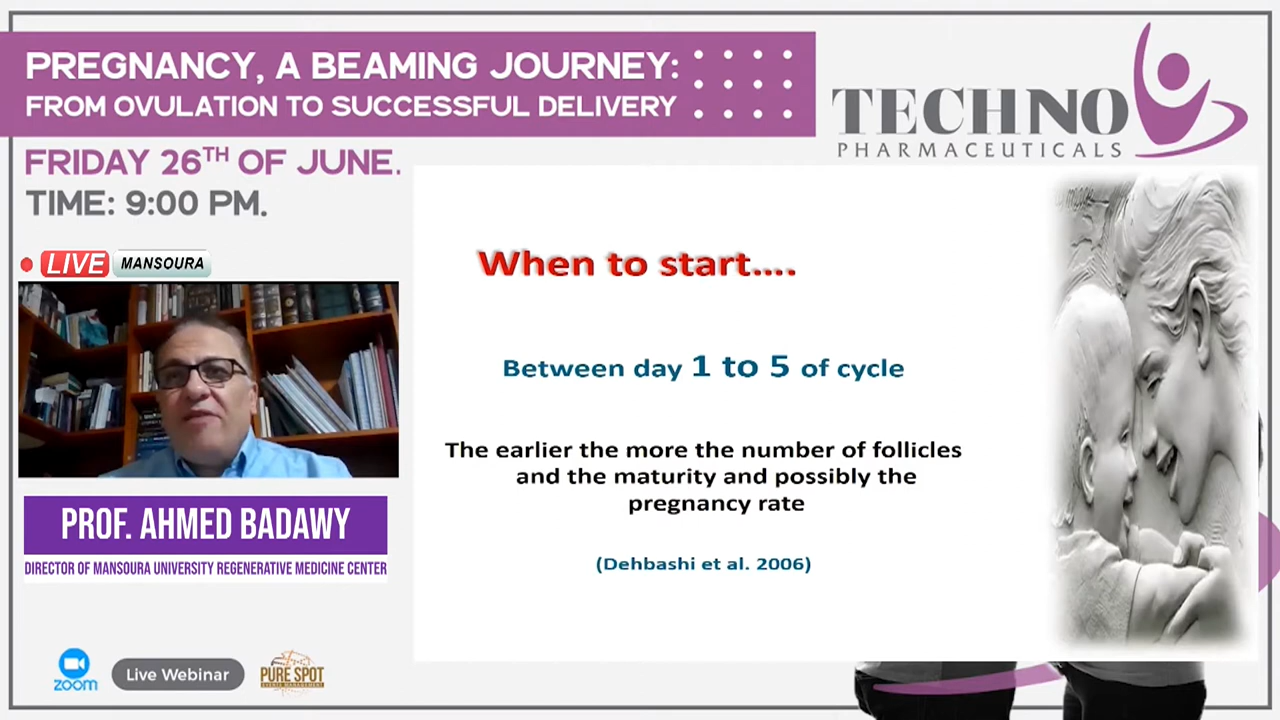 PREGNANCY, A BEAMING JOURNEY:
FROM OVULATION TO SUCCESSFUL DELIVERY
TECHNO
PHARMACEUTICALS
FRIDAY 26TH OF JUNE.
TIME: 9:00 PM.
LIVE MANSOURA
When to start....
Between day 1 to 5 of cycle
The earlier the more the number of follicles
and the maturity and possibly the
pregnancy rate
(Dehbashi et al. 2006)
PROF. AHMED BADAWY
DIRECTOR OF MANSOURA UNIVERSITY REGENERATIVE MEDICINE CENTER
zoom
Live Webinar
PURE SPOT
EVENTS MANAGEMENT